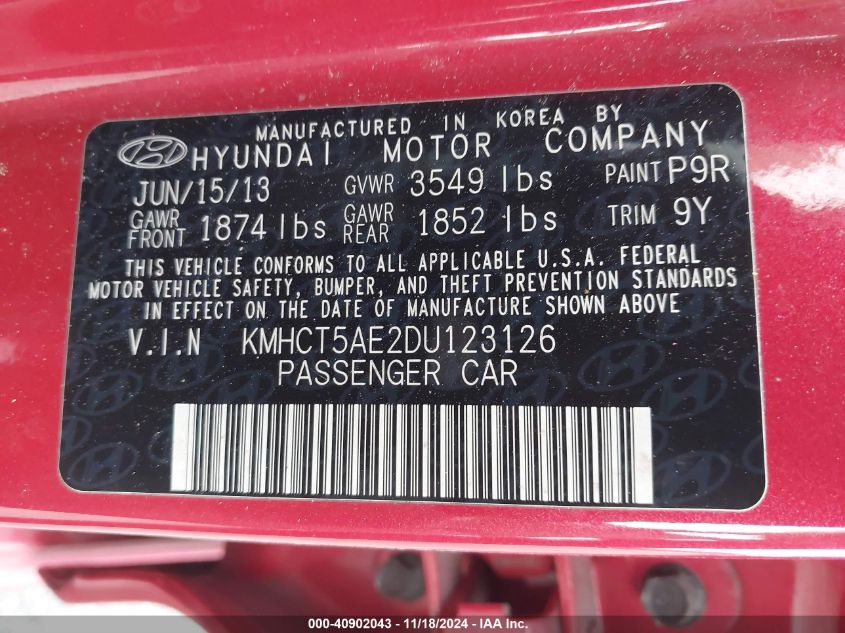 MANUFACTURED IN KOREA BY
HYUNDAI MOTOR COMPANY
JUN/15/13 GVWR 3549 lbs PAINT P9R
GAWR FRONT 1874 lbs GAWR REAR 1852 lbs TRIM 9Y
THIS VEHICLE CONFORMS TO ALL APPLICABLE U.S.A. FEDERAL
MOTOR VEHICLE SAFETY, BUMPER, AND THEFT PREVENTION STANDARDS
IN EFFECT ON THE DATE OF MANUFACTURE SHOWN ABOVE
V.I.N KMHCT5AE2DU123126
PASSENGER CAR
000-40902043 - 11/18/2024 - IAA Inc.